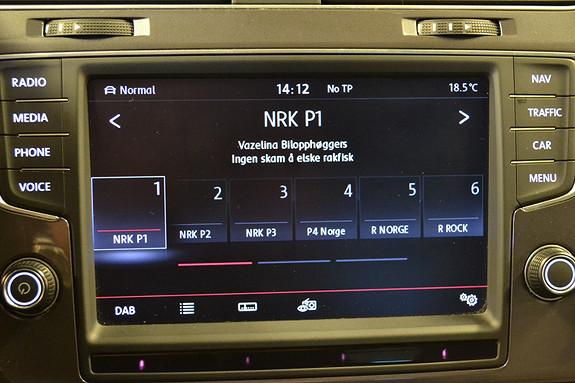 RADIO
MEDIA
PHONE
VOICE
Normal 14:12 No TP 18.5°C
< NRK P1 >
Vazelina Bilopphøggers
Ingen skam å elske rakfisk
1 2 3 4 5 6
NRK P1 NRK P2 NRK P3 P4 Norge R NORGE R ROCK
DAB
NAV
TRAFFIC
CAR
MENU